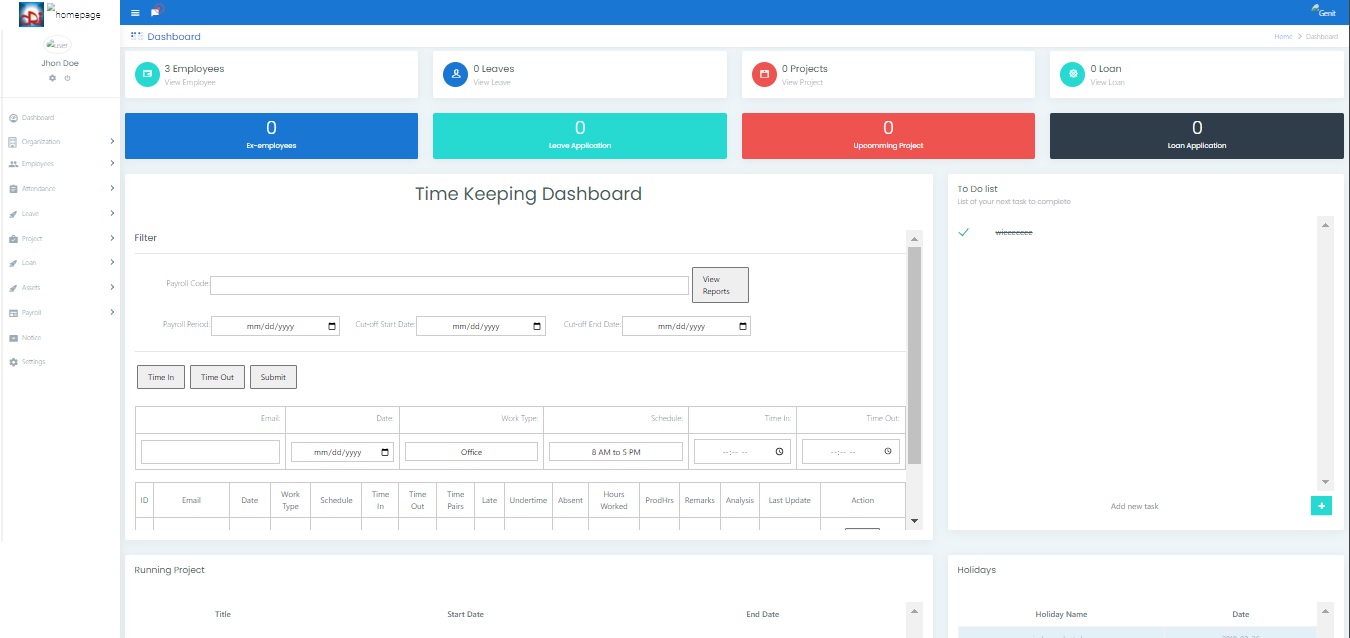 homepage
Genit
user
Jhon Doe
Dashboard
Home > Dashboard
Dashboard
Organization
Employees
Attendance
Leave
Project
Loan
Assets
Payroll
Notice
Settings
3 Employees
View Employee
0 Leaves
View Leave
0 Projects
View Project
0 Loan
View Loan
0
Ex-employees
0
Leave Application
0
Upcomming Project
0
Loan Application
Time Keeping Dashboard
Filter
Payroll Code:
View
Reports
Payroll Period: mm/dd/yyyy Cut-off Start Date: mm/dd/yyyy Cut-off End Date: mm/dd/yyyy
Time In Time Out Submit
Email: Date: Work Type: Schedule: Time In: Time Out:
mm/dd/yyyy Office 8 AM to 5 PM --:-- -- --:-- --
ID Email Date Work Type Schedule Time In Time Out Time Pairs Late Undertime Absent Hours Worked ProdHrs Remarks Analysis Last Update Action
To Do list
List of your next task to complete
Add new task
+
Running Project
Title Start Date End Date
Holidays
Holiday Name Date